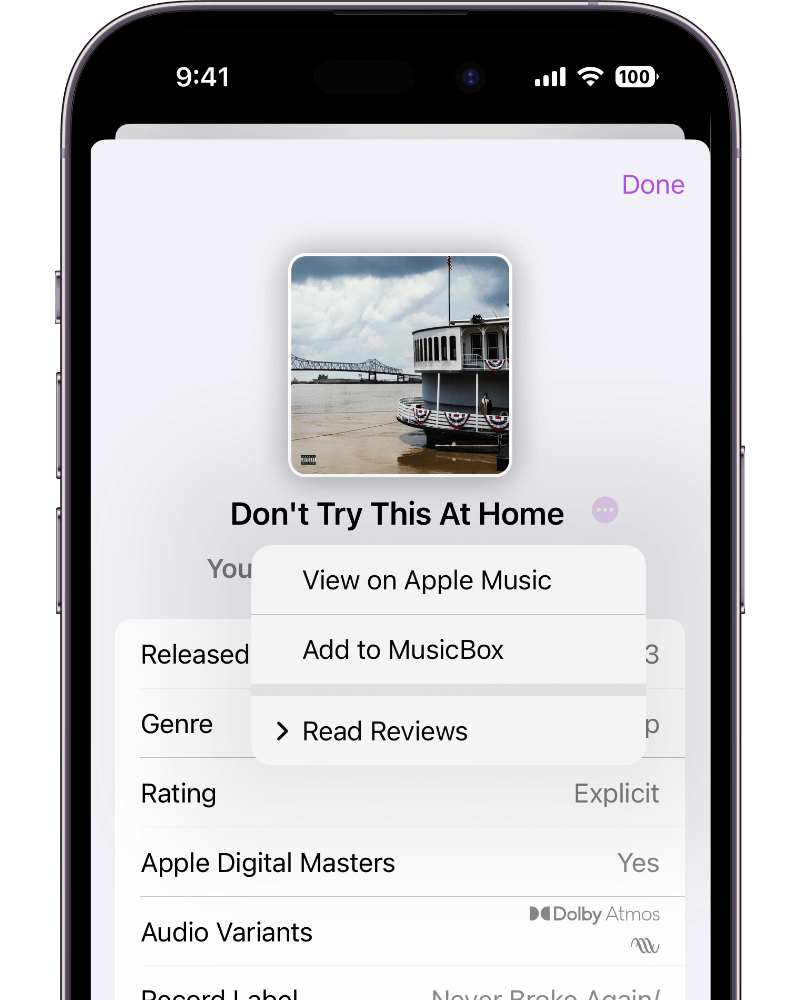 9:41
100
Done
Don't Try This At Home
You
View on Apple Music
Add to MusicBox
Read Reviews
Released
3
Genre
p
Rating
Explicit
Apple Digital Masters
Yes
Audio Variants
Dolby Atmos
Record Label
Never Broke Again/